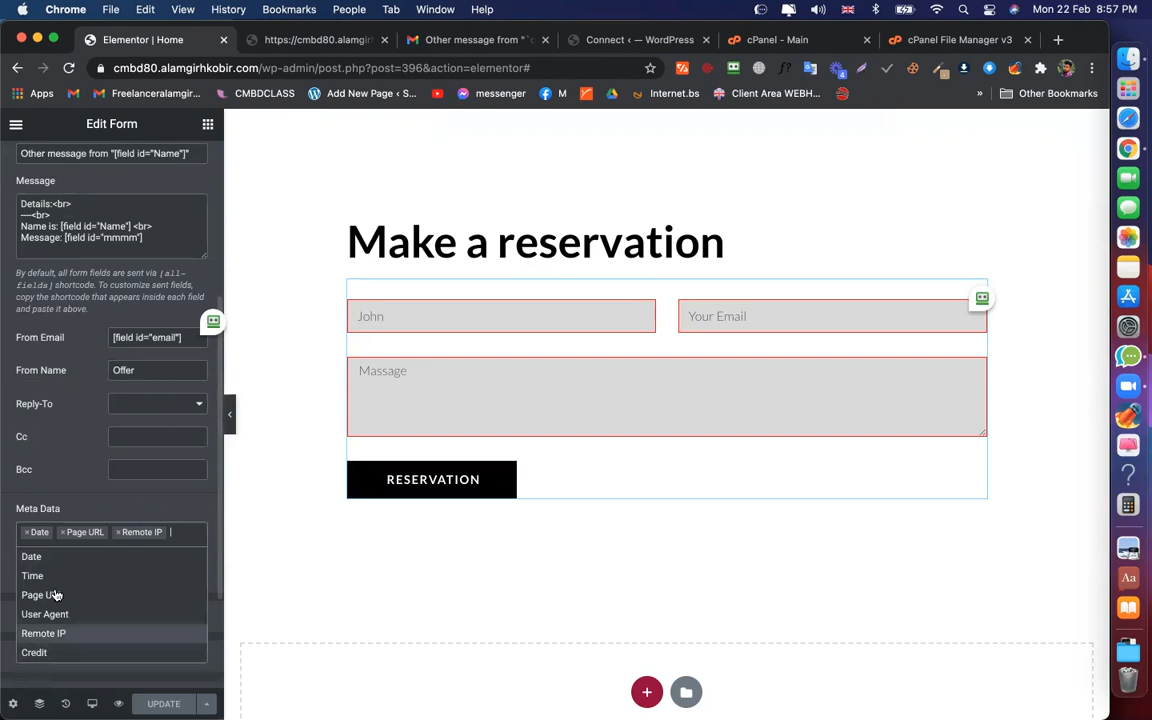 Chrome File Edit View History Bookmarks People Tab Window Help Mon 22 Feb 8:57 PM
Elementor | Home https://cmbd80.alamgirh Other message from "`c Connect ‹ — WordPress cPanel - Main cPanel File Manager v3
cmbd80.alamgirhkobir.com/wp-admin/post.php?post=396&action=elementor#
Apps Freelanceralamgir... CMBDCLASS Add New Page ‹ S... messenger M Internet.bs Client Area WEBH... » Other Bookmarks
Edit Form
Other message from "[field id="Name"]"
Message
Details:<br>
----<br>
Name is: [field id="Name"] <br>
Message: [field id="mmmm"]
By default, all form fields are sent via [all-
fields] shortcode. To customize sent fields,
copy the shortcode that appears inside each field
and paste it above.
From Email [field id="email"]
From Name Offer
Reply-To
Cc
Bcc
Meta Data
× Date × Page URL × Remote IP
Date
Time
Page URL
User Agent
Remote IP
Credit
UPDATE
Make a reservation
John Your Email
Massage
RESERVATION